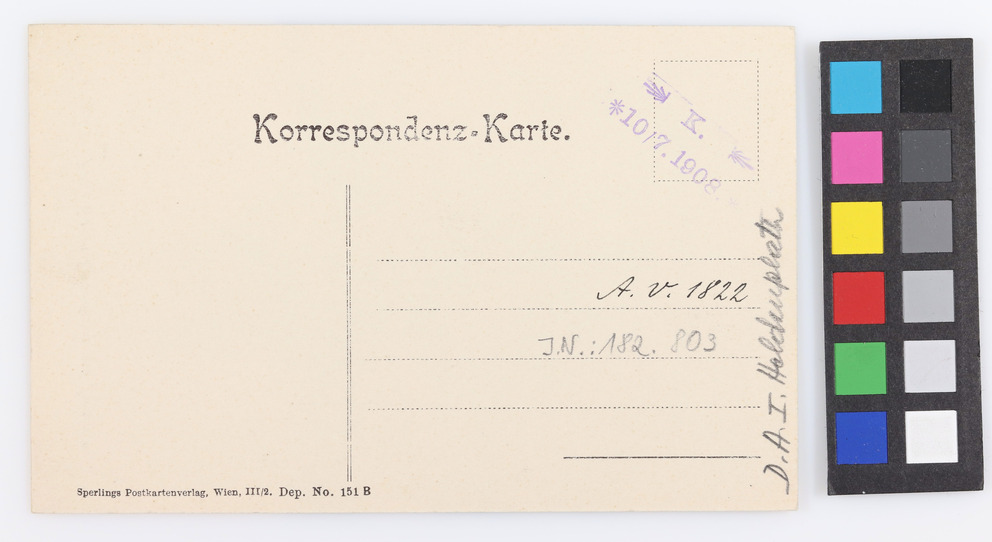 Korrespondenz-Karte.
K.
*10/7.1908.*
A. V. 1822
I.N.:182. 803
D.A.I. Heldenplatz
Sperlings Postkartenverlag, Wien, III/2. Dep. No. 151 B